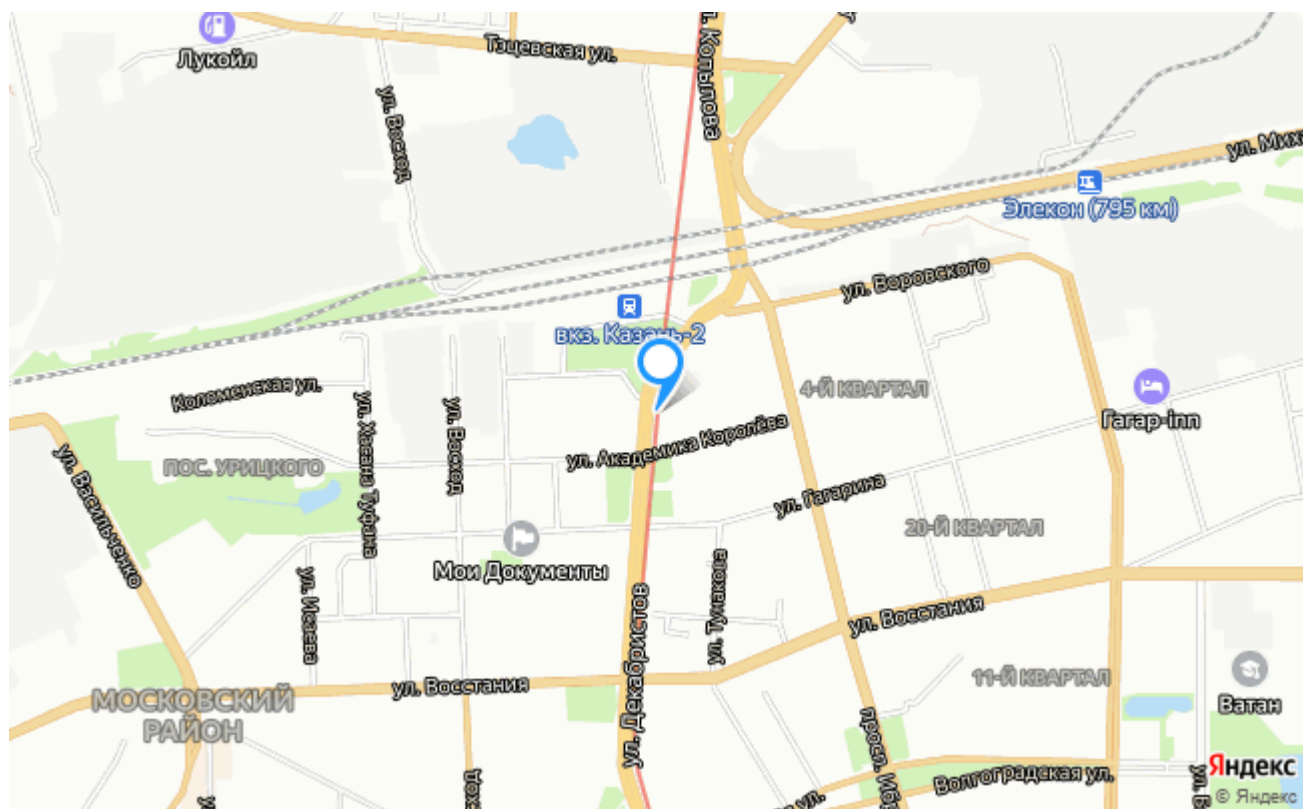 Лукойл
Тэцевская ул.
ул. Восход
Копылова
ул.
Элекон (795 км)
ул. Воровского
вкз. Казань-2
4-Й КВАРТАЛ
Гагар-inn
Коломенская ул.
ул. Хасана Туфана
ул. Восход
ул. Академика Королёва
ПОС. УРИЦКОГО
ул. Васильченко
ул. Гагарина
20-Й КВАРТАЛ
Мои Документы
ул. Исаева
ул. Декабристов
ул. Тунакова
ул. Восстания
ул. Восстания
11-Й КВАРТАЛ
Ватан
МОСКОВСКИЙ
РАЙОН
просп.
Волгоградская ул.
ул.
ул.
Яндекс
© Яндекс